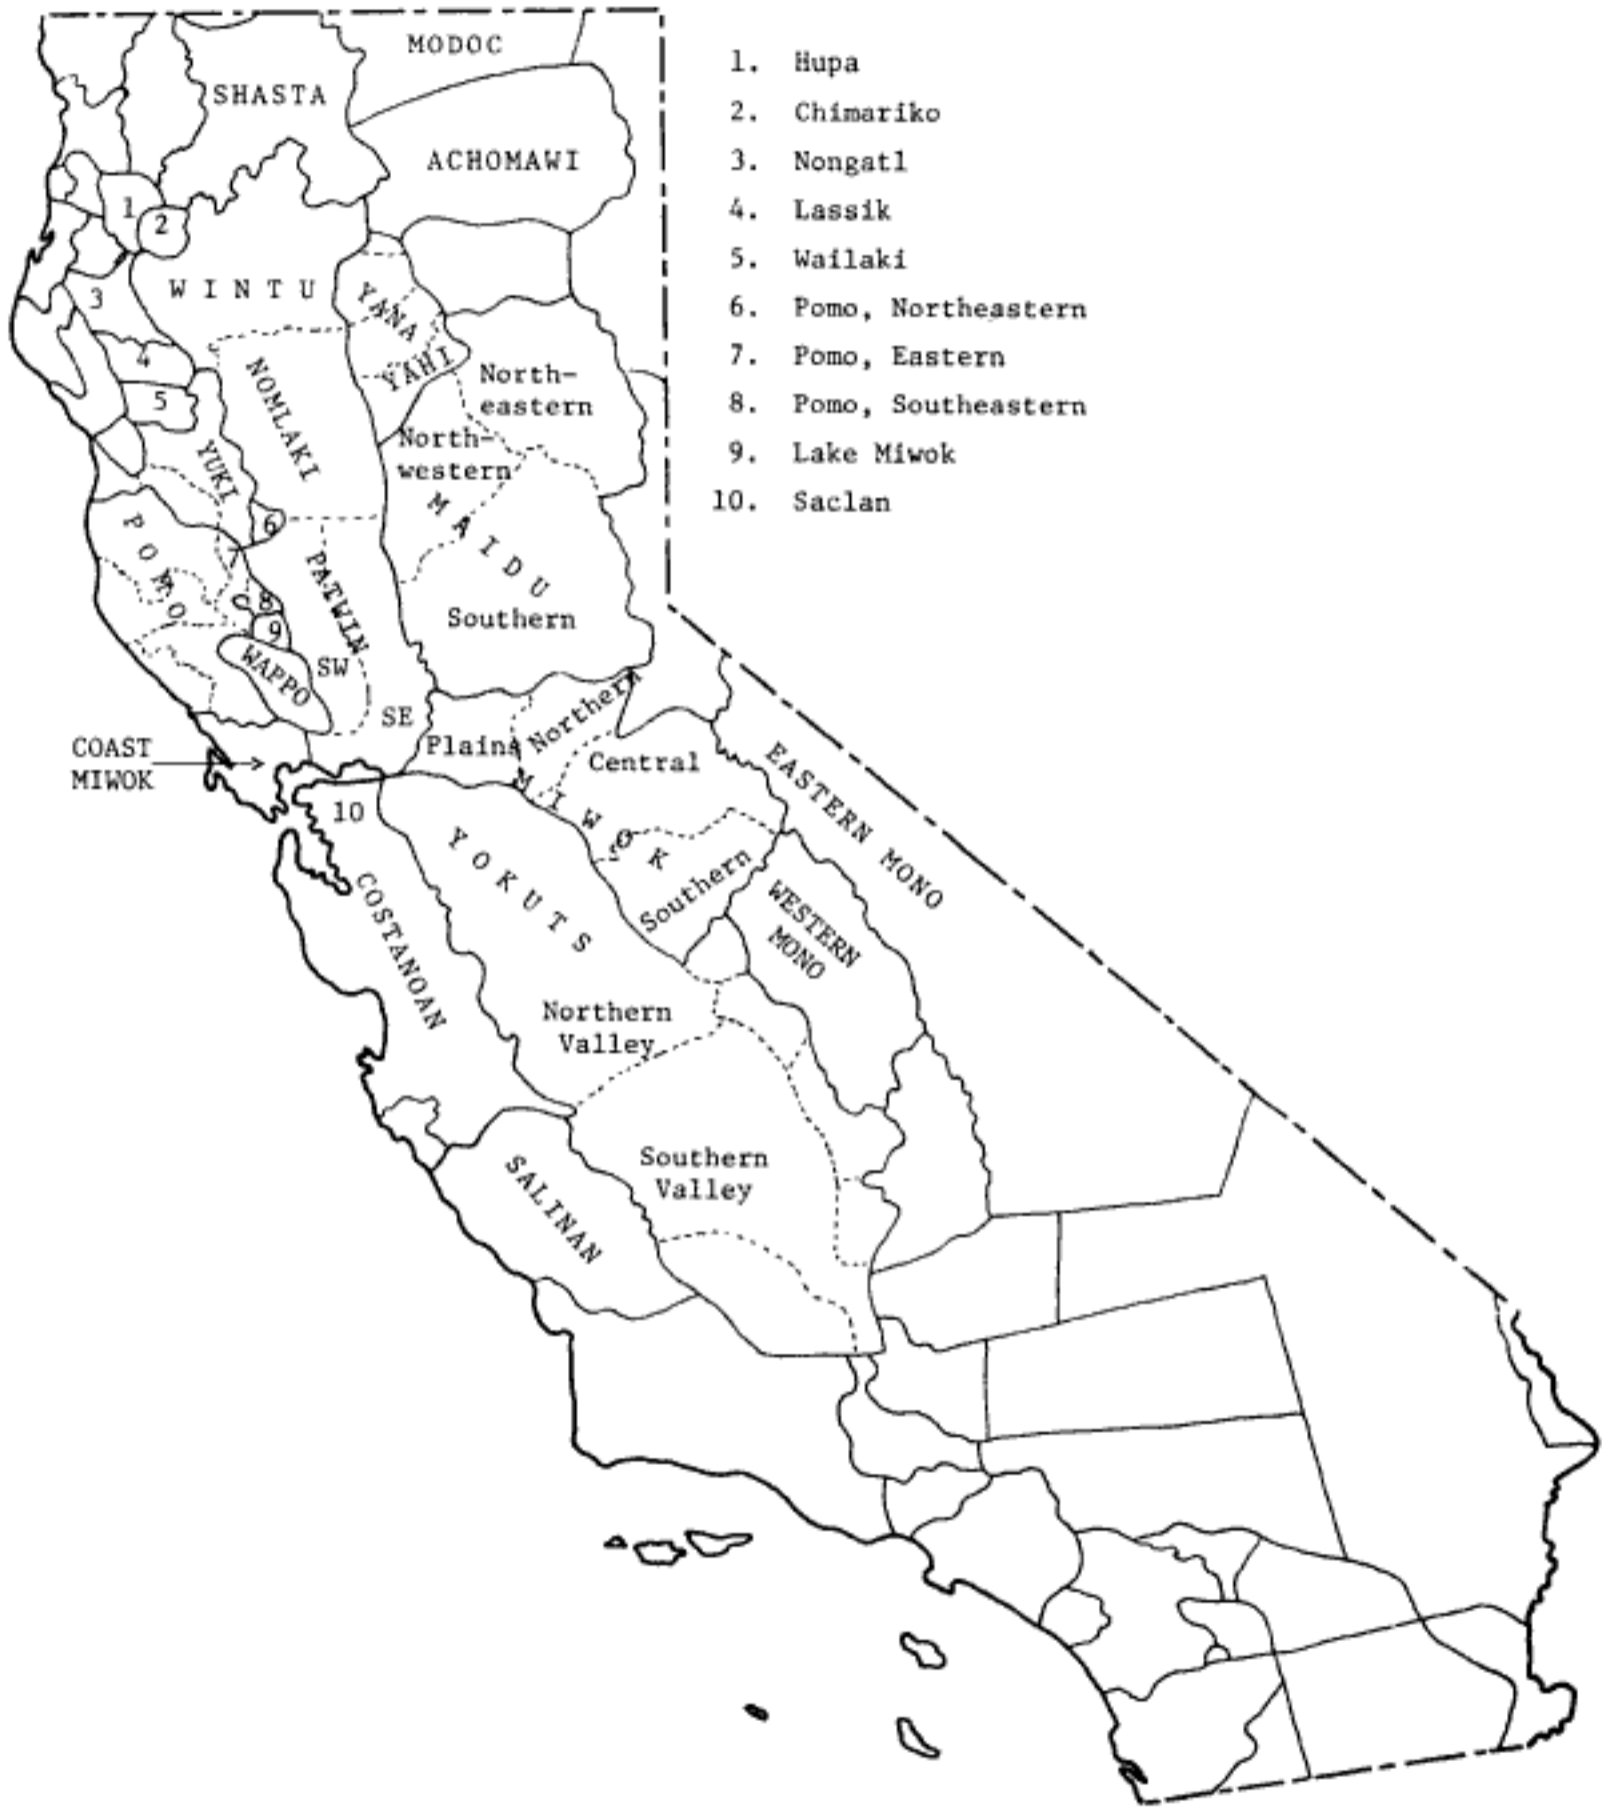 MODOC
SHASTA
ACHOMAWI
1
2
WINTU
3
YANA
YAHI
4
5
NOMLAKI
North-
eastern
North-
western
YUKI
MAIDU
6
POMO
7
PATWIN
8
9
Southern
WAPPO
SW
SE
COAST
MIWOK
Plains
Northern
Central
MIWOK
Southern
EASTERN MONO
WESTERN
MONO
10
YOKUTS
COSTANOAN
Northern
Valley
Southern
Valley
SALINAN
1. Hupa
2. Chimariko
3. Nongatl
4. Lassik
5. Wailaki
6. Pomo, Northeastern
7. Pomo, Eastern
8. Pomo, Southeastern
9. Lake Miwok
10. Saclan